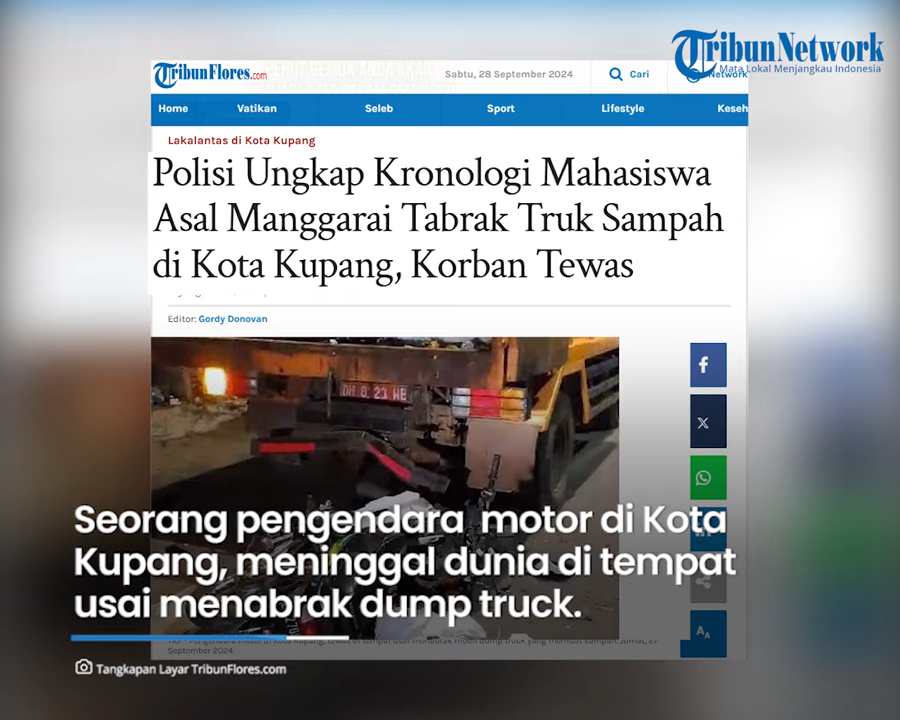 TribunNetwork
Mata Lokal Menjangkau Indonesia
TribunFlores.com
Sabtu, 28 September 2024
Cari
Network
Home Vatikan Seleb Sport Lifestyle Keseh
Lakalantas di Kota Kupang
Polisi Ungkap Kronologi Mahasiswa
Asal Manggarai Tabrak Truk Sampah
di Kota Kupang, Korban Tewas
Editor: Gordy Donovan
Seorang pengendara motor di Kota
Kupang, meninggal dunia di tempat
usai menabrak dump truck.
September 2024
AA
Tangkapan Layar TribunFlores.com